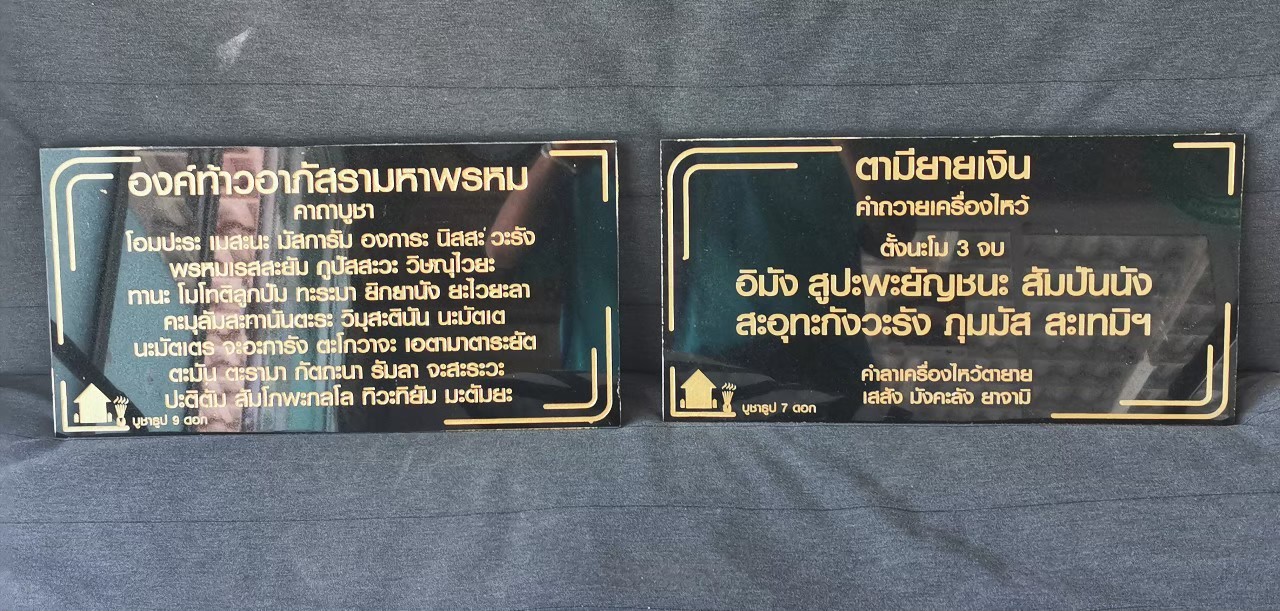 องค์ท้าวอาภัสรามหาพรหม
คาถาบูชา
โอมปะระ เมสะนะ มัสการัม องการะ นิสสะ วะรัง
พรหมเรสสะยัม ภูปัสสะวะ วิษณุไวยะ
ทานะ โมโทติลูกปัม ทะระมา ยิกยานัง ยะไวยะลา
คะมุลัมสะทานันตะระ วิมุสะตินัน นะมัตเต
นะมัตเตร จะอะการัง ตะโถวาจะ เอตามาตาระยัต
ตะมัน ตะรามา กัตถะนา รัมลา จะสะระวะ
ปะติตัม สัมโภพะกลโล ทิวะทิยัม มะตัมยะ
บูชาธูป 9 ดอก
ตามียายเงิน
คำถวายเครื่องไหว้
ตั้งนะโม 3 จบ
อิมัง สูปะพะยัญชนะ สัมปันนัง
สะอุทะกังวะรัง ภุมมัส สะเทมิฯ
คำลาเครื่องไหว้ตายาย
เสสัง มังคะลัง ยาจามิ
บูชาธูป 7 ดอก